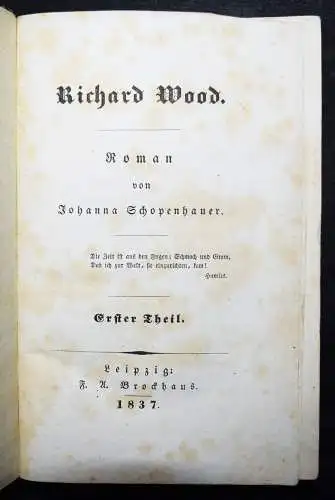 Richard Wood.
Roman
von
Johanna Schopenhauer.
Die Zeit ist aus den Fugen; Schmach und Gram,
Daß ich zur Welt, sie einzurichten, kam!
Hamlet.
Erster Theil.
Leipzig:
F. A. Brockhaus.
1837.